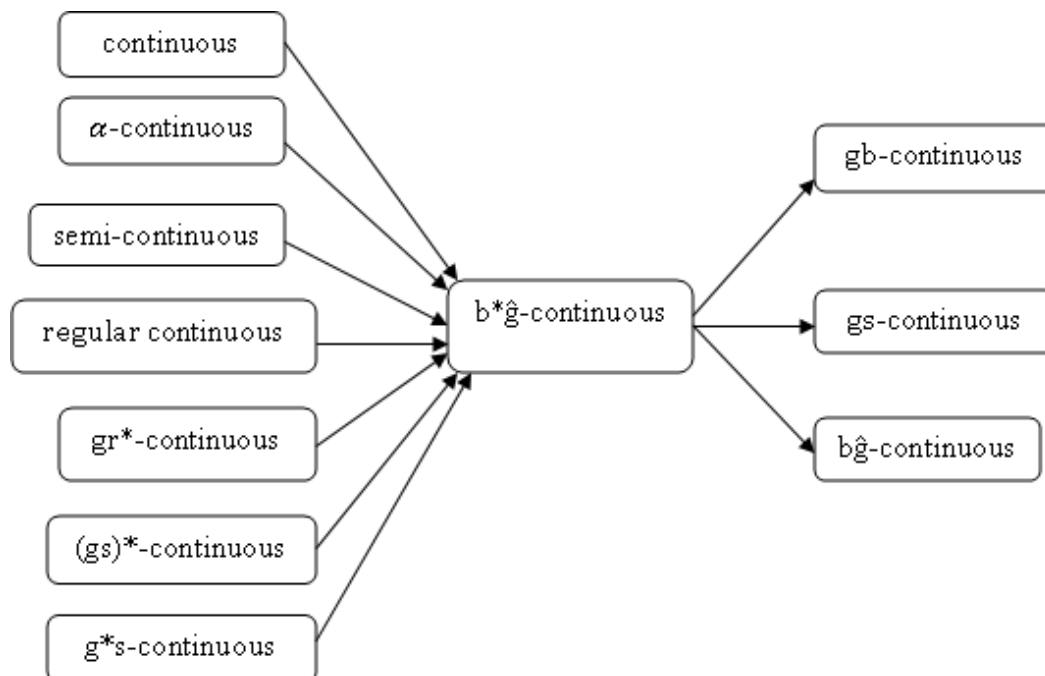 continuous
α-continuous
semi-continuous
regular continuous
gr*-continuous
(gs)*-continuous
g*s-continuous
b*ĝ-continuous
gb-continuous
gs-continuous
bĝ-continuous